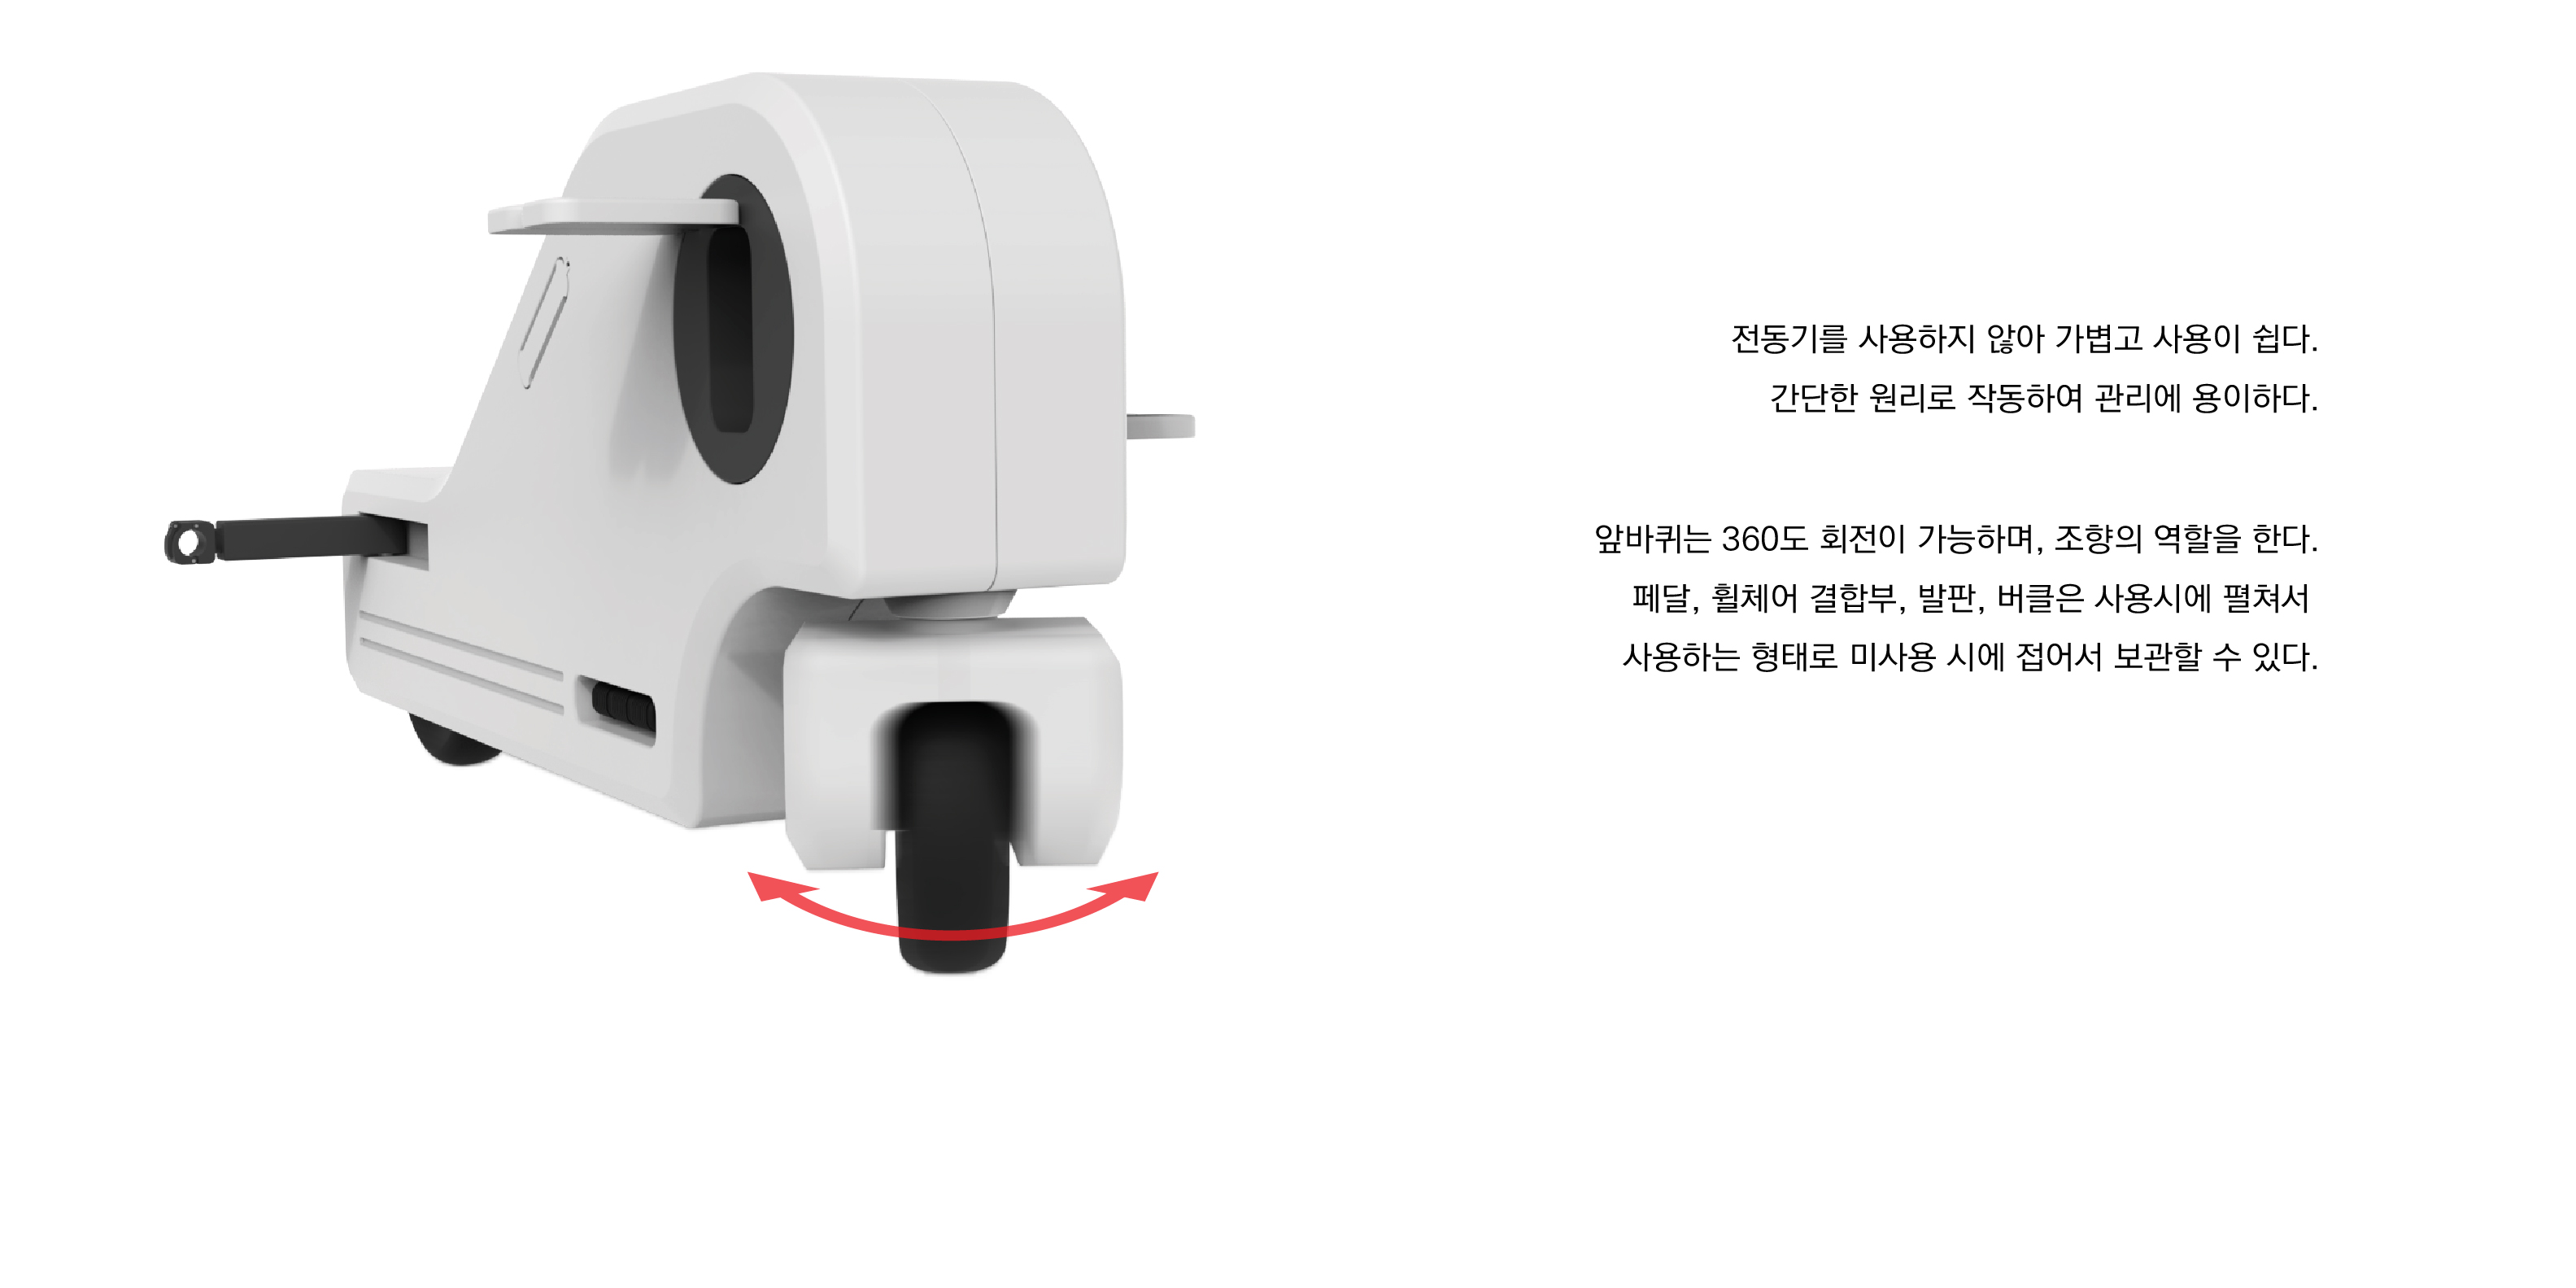 전동기를 사용하지 않아 가볍고 사용이 쉽다.
간단한 원리로 작동하여 관리에 용이하다.
앞바퀴는 360도 회전이 가능하며, 조향의 역할을 한다.
페달, 휠체어 결합부, 발판, 버클은 사용시에 펼쳐서
사용하는 형태로 미사용 시에 접어서 보관할 수 있다.